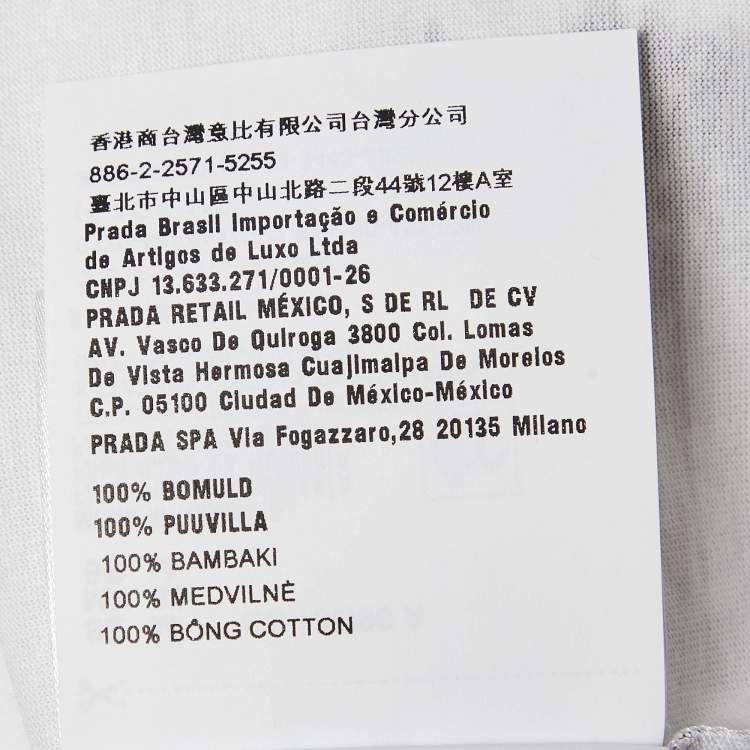 香港商台灣意比有限公司台灣分公司
886-2-2571-5255
臺北市中山區中山北路二段44號12樓A室
Prada Brasil Importação e Comércio
de Artigos de Luxo Ltda
CNPJ 13.633.271/0001-26
PRADA RETAIL MÉXICO, S DE RL DE CV
AV. Vasco De Quiroga 3800 Col. Lomas
De Vista Hermosa Cuajimalpa De Morelos
C.P. 05100 Ciudad De México-México
PRADA SPA Via Fogazzaro,28 20135 Milano
100% BOMULD
100% PUUVILLA
100% BAMBAKI
100% MEDVILNĖ
100% BÔNG COTTON